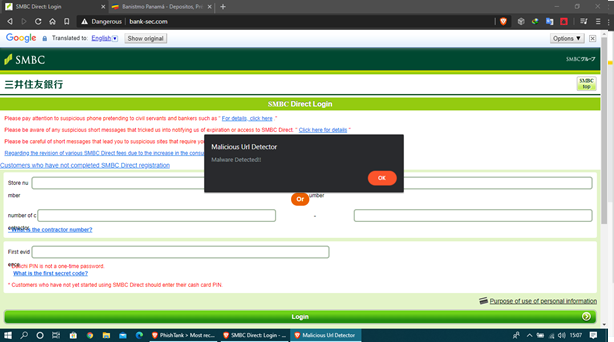 SMBC Direct: Login
Banistmo Panamá - Depositos, Pr
Dangerous
bank-sec.com
Google
Translated to:
English
Show original
Options
SMBC
SMBCグループ
三井住友銀行
SMBC
top
SMBC Direct Login
Please pay attention to suspicious phone pretending to civil servants and bankers such as " For details, click here "
Please be aware of any suspicious short messages that tricked us into notifying us of expiration or access to SMBC Direct. " Click here for details "
Please be careful of short messages that lead you to suspicious sites that require yo
Regarding the revision of various SMBC Direct fees due to the increase in the consu
Customers who have not completed SMBC Direct registration
Malicious Url Detector
Malware Detected!!
OK
Store nu
mber
umber
Or
number of c
ontractor
-
What is the contractor number?
First evid
ence
PIN is not a one-time password.
What is the first secret code?
* Customers who have not yet started using SMBC Direct should enter their cash card PIN.
Purpose of use of personal information
Login
PhishTank > Most rec...
SMBC Direct: Login - ...
Malicious Url Detector
15:07